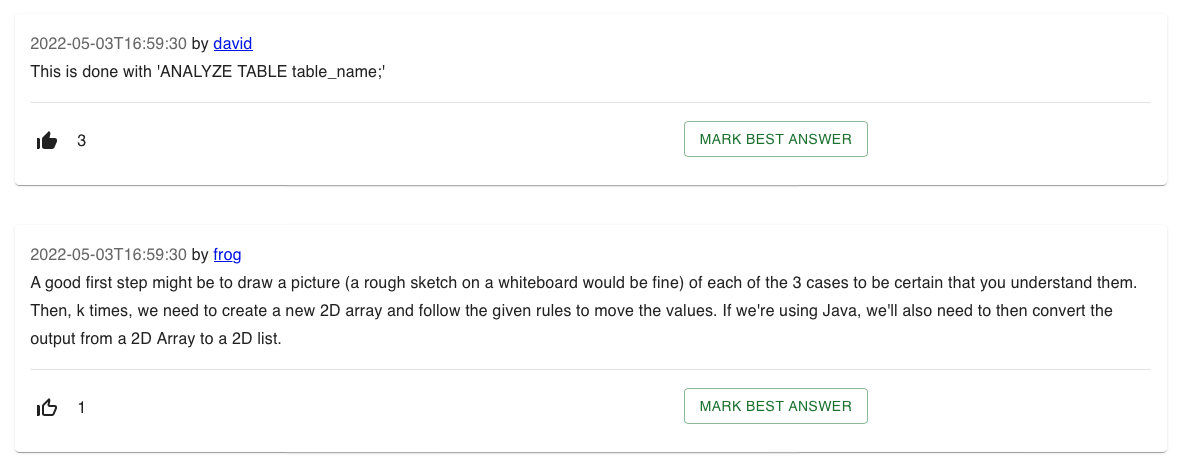 2022-05-03T16:59:30 by david
This is done with 'ANALYZE TABLE table_name;'
3
MARK BEST ANSWER
2022-05-03T16:59:30 by frog
A good first step might be to draw a picture (a rough sketch on a whiteboard would be fine) of each of the 3 cases to be certain that you understand them.
Then, k times, we need to create a new 2D array and follow the given rules to move the values. If we're using Java, we'll also need to then convert the
output from a 2D Array to a 2D list.
1
MARK BEST ANSWER